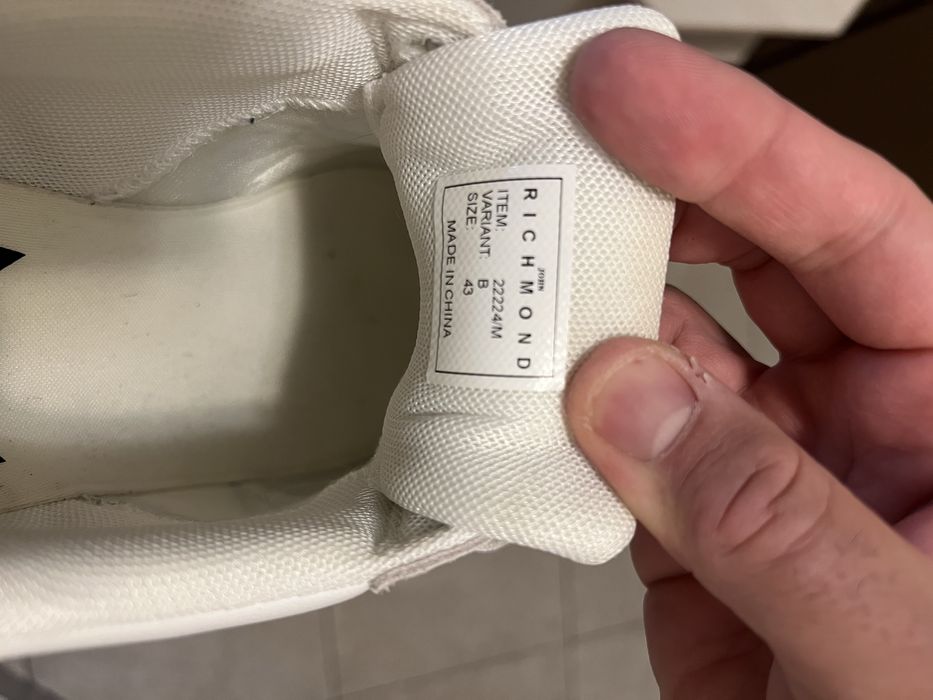 JOHN
RICHMOND
ITEM: 22224/M
VARIANT: B
SIZE: 43
MADE IN CHINA